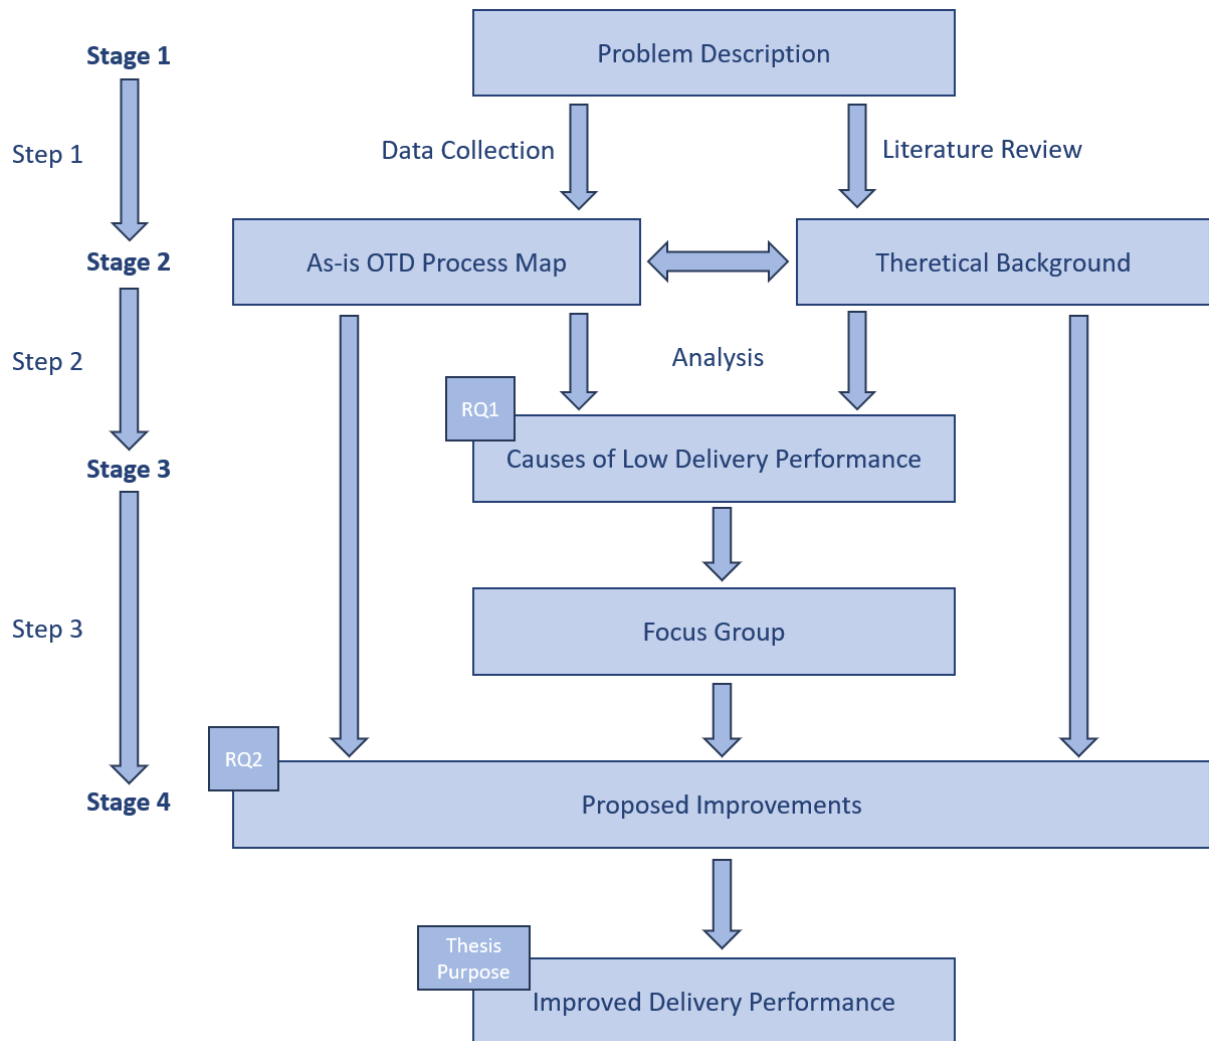 Stage 1
Problem Description
Step 1
Data Collection
Literature Review
Stage 2
As-is OTD Process Map
Theretical Background
Step 2
Analysis
RQ1
Stage 3
Causes of Low Delivery Performance
Step 3
Focus Group
RQ2
Stage 4
Proposed Improvements
Thesis
Purpose
Improved Delivery Performance